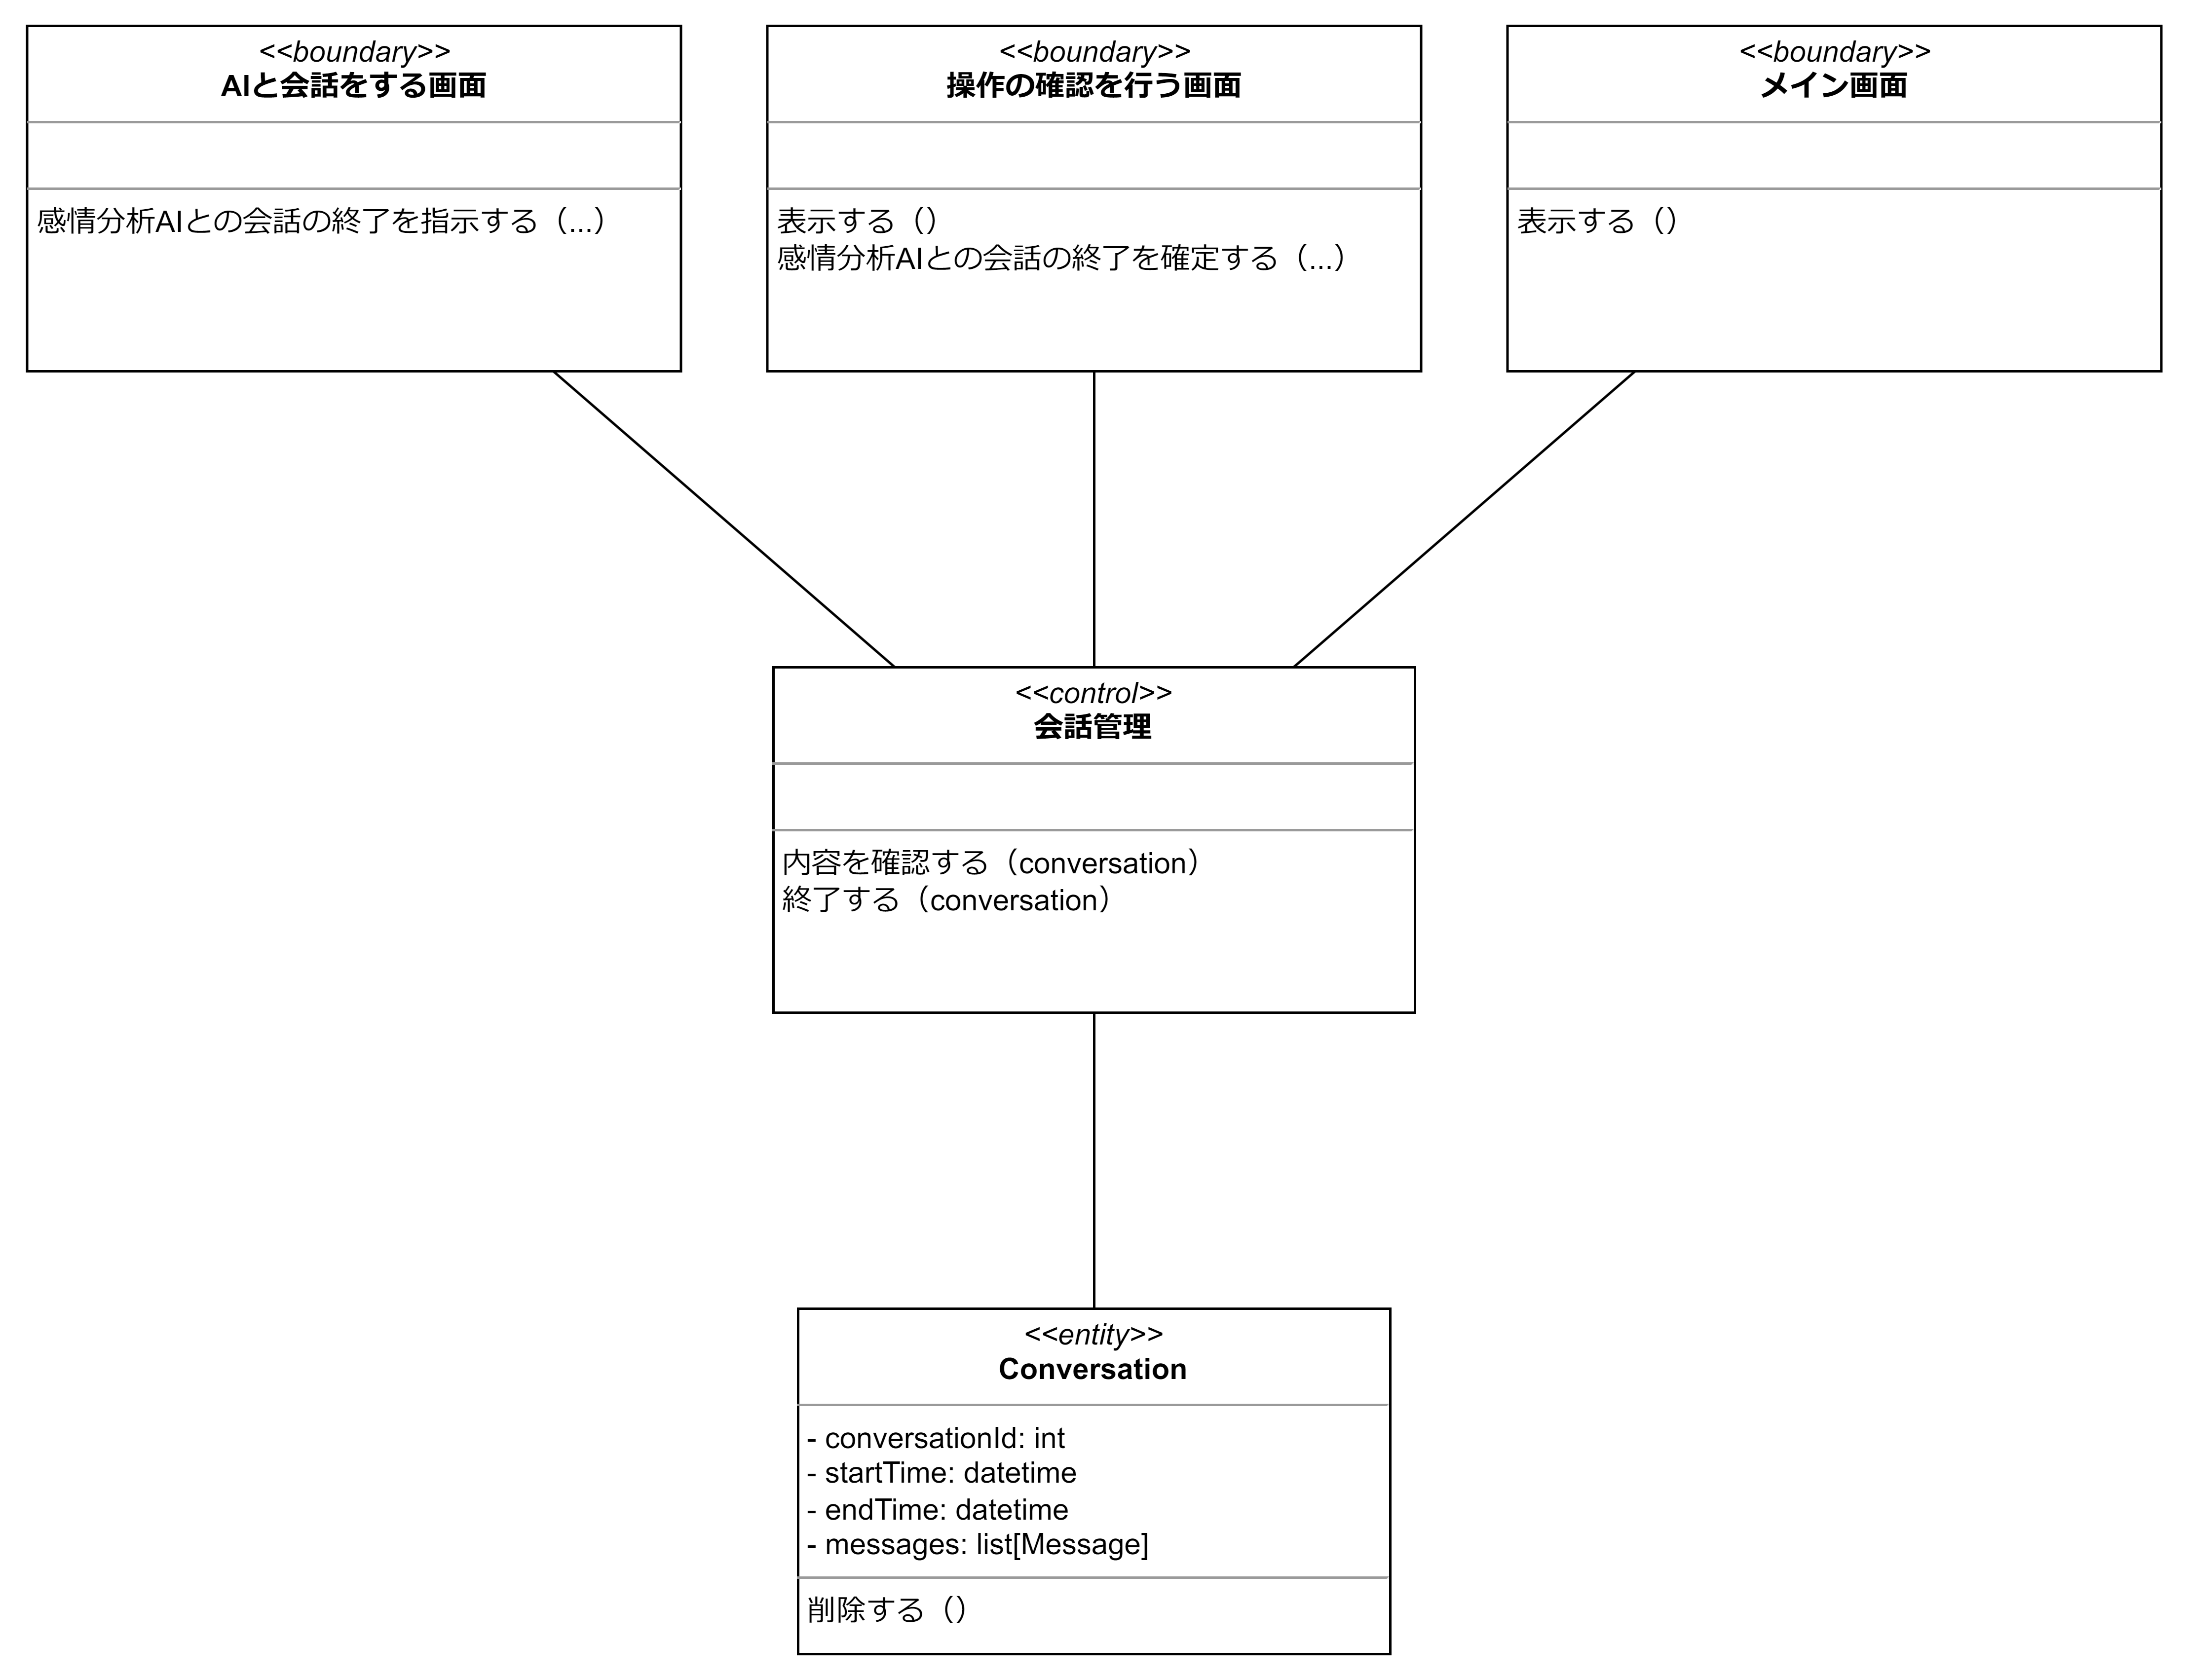 <<boundary>>
AIと会話をする画面
感情分析AIとの会話の終了を指示する（...）
<<boundary>>
操作の確認を行う画面
表示する（）
感情分析AIとの会話の終了を確定する（...）
<<boundary>>
メイン画面
表示する（）
<<control>>
会話管理
内容を確認する（conversation）
終了する（conversation）
<<entity>>
Conversation
- conversationId: int
- startTime: datetime
- endTime: datetime
- messages: list[Message]
削除する（）